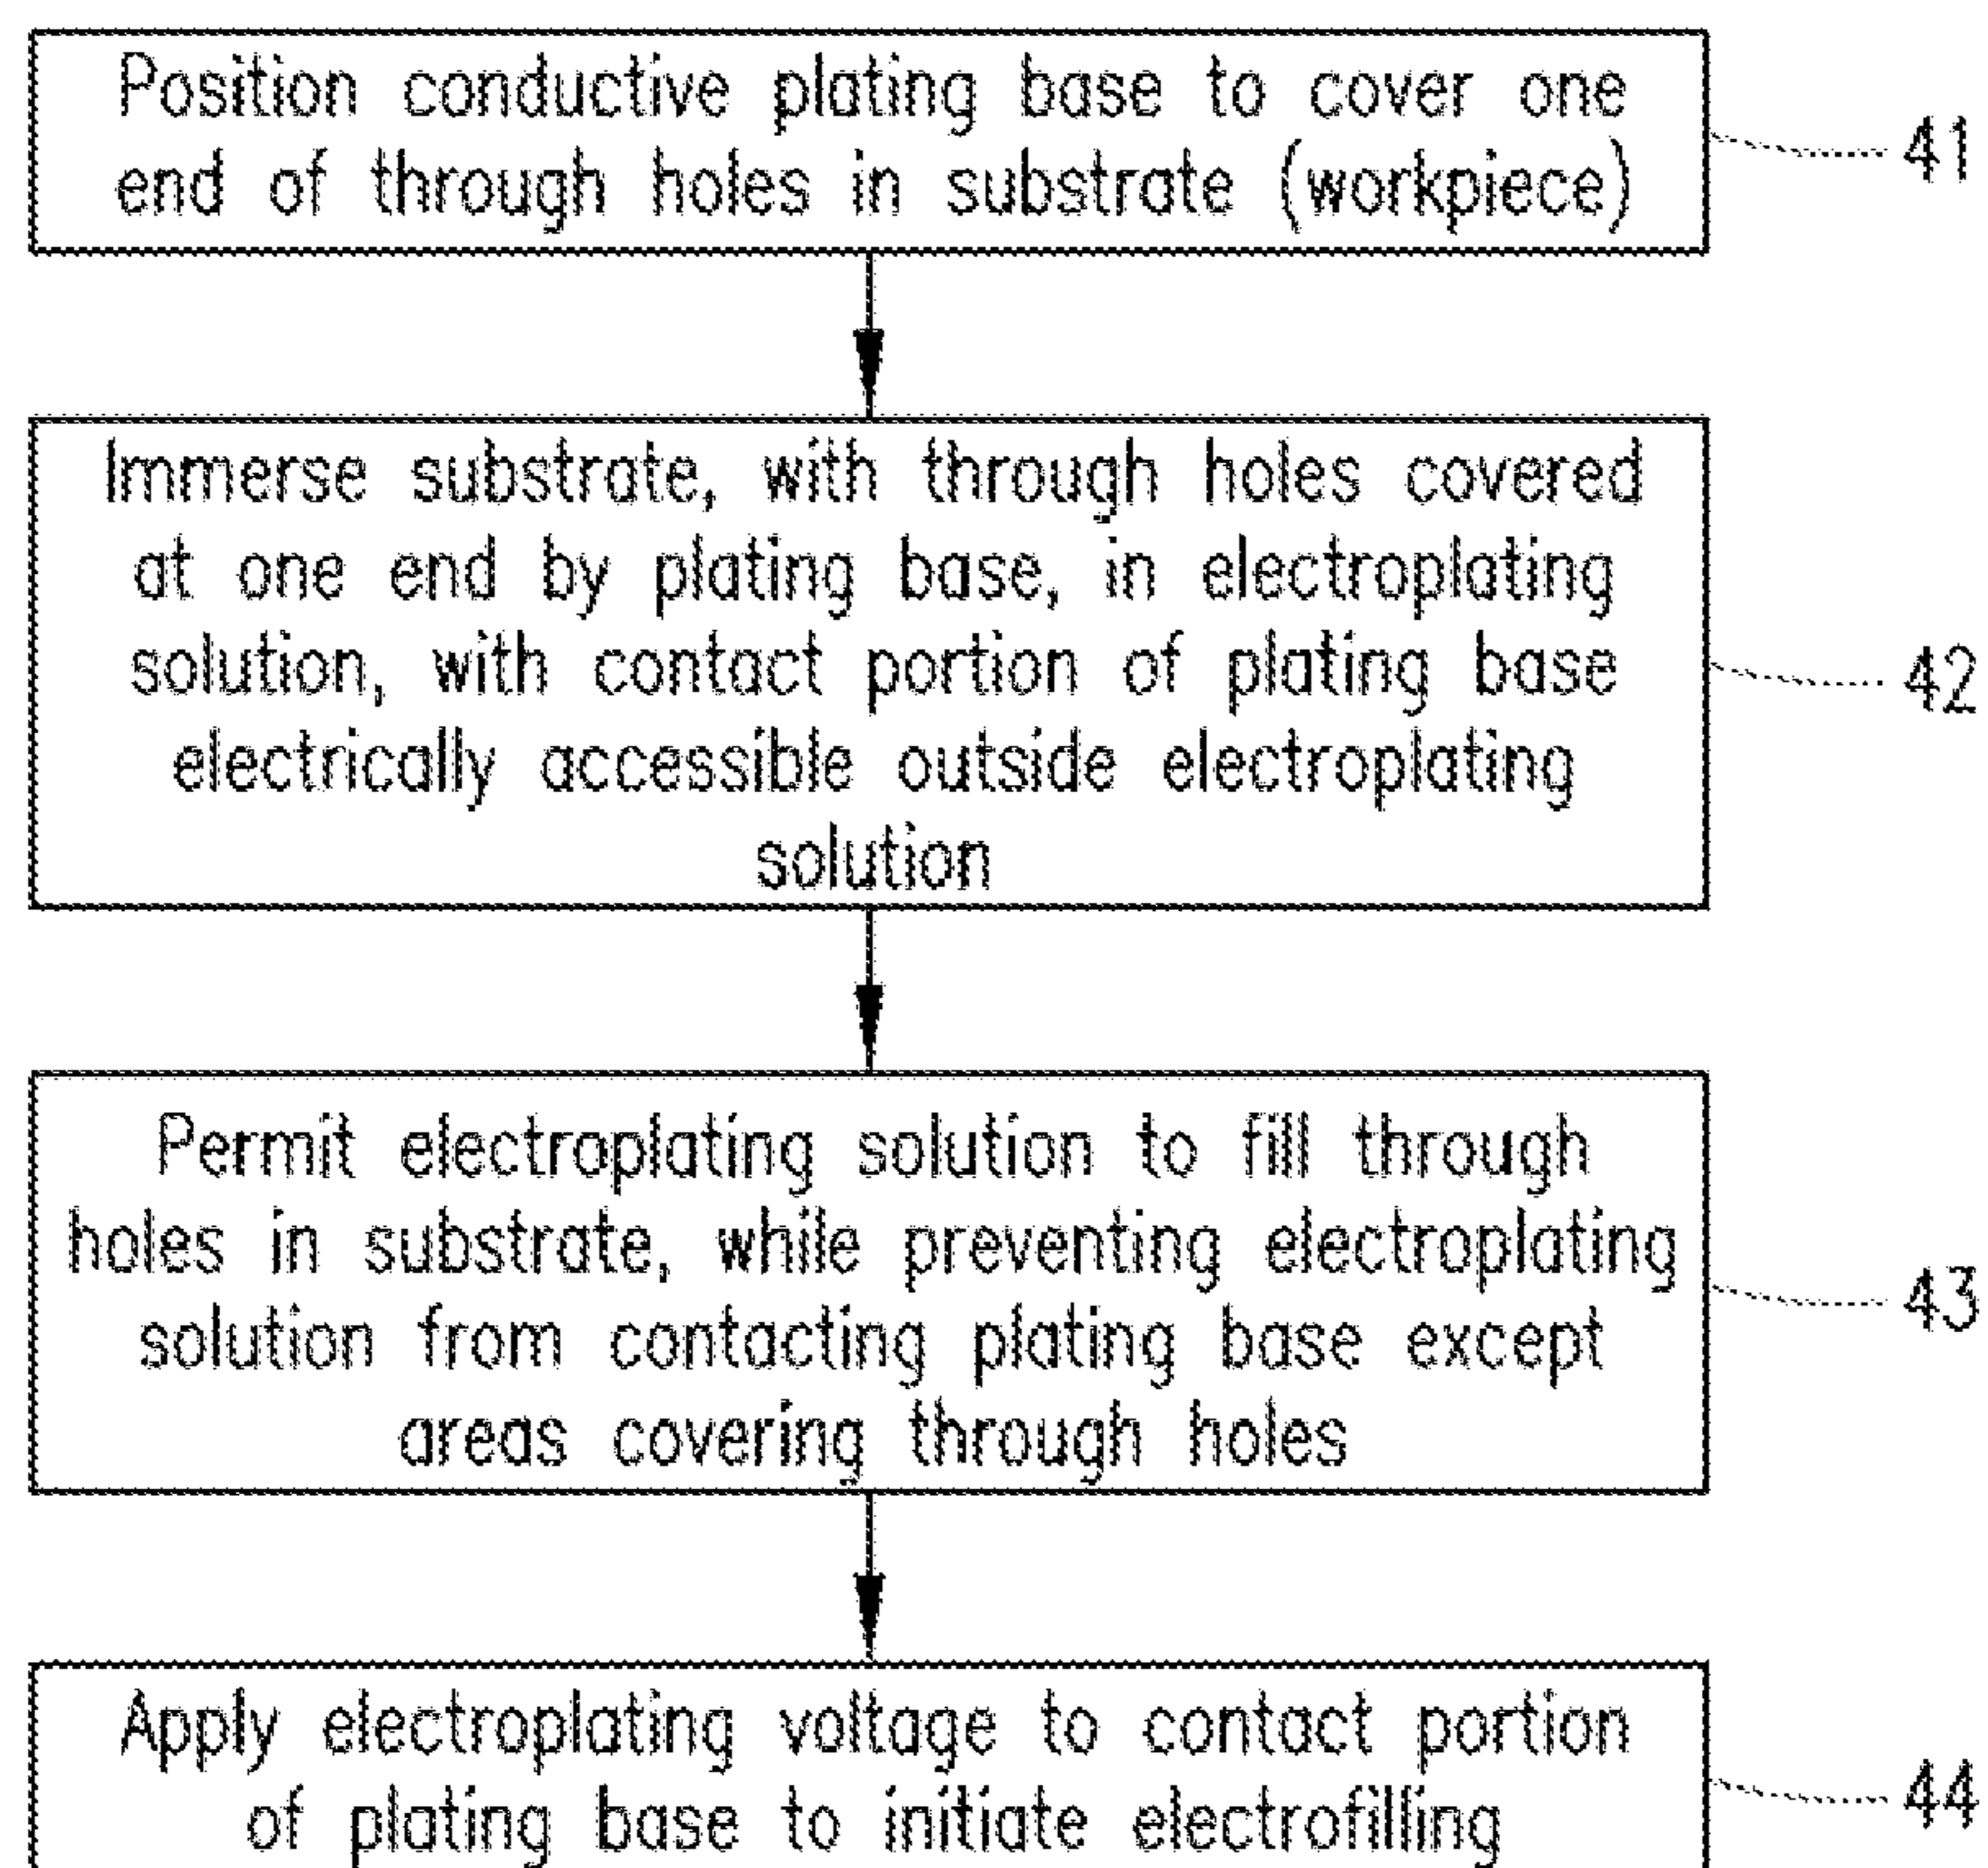 Position conductive plating base to cover one
end of through holes in substrate (workpiece)
41
Immerse substrate, with through holes covered
at one end by plating base, in electroplating
solution, with contact portion of plating base
electrically accessible outside electroplating
solution
42
Permit electroplating solution to fill through
holes in substrate, while preventing electroplating
solution from contacting plating base except
areas covering through holes
43
Apply electroplating voltage to contact portion
of plating base to initiate electrofilling
44